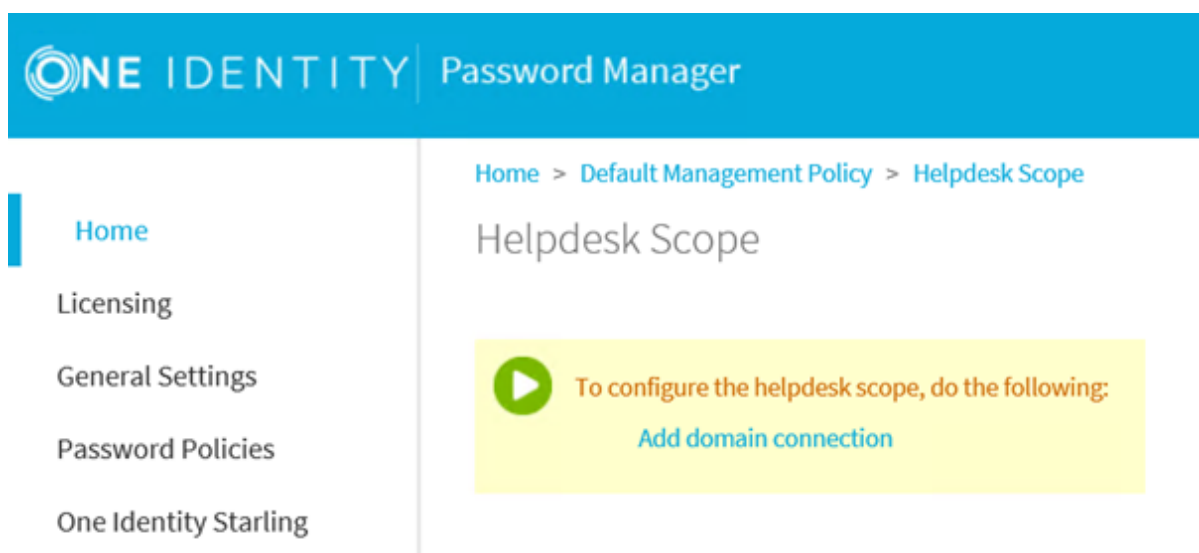 ONE IDENTITY Password Manager
Home > Default Management Policy > Helpdesk Scope
Home
Licensing
General Settings
Password Policies
One Identity Starling
Helpdesk Scope
To configure the helpdesk scope, do the following:
Add domain connection